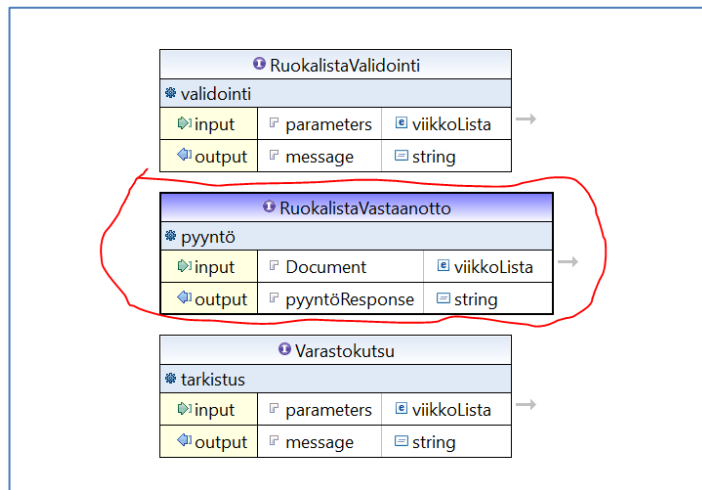 RuokalistaValidointi
validointi
input parameters viikkoLista
output message string
RuokalistaVastaanotto
pyyntö
input Document viikkoLista
output pyyntöResponse string
Varastokutsu
tarkistus
input parameters viikkoLista
output message string